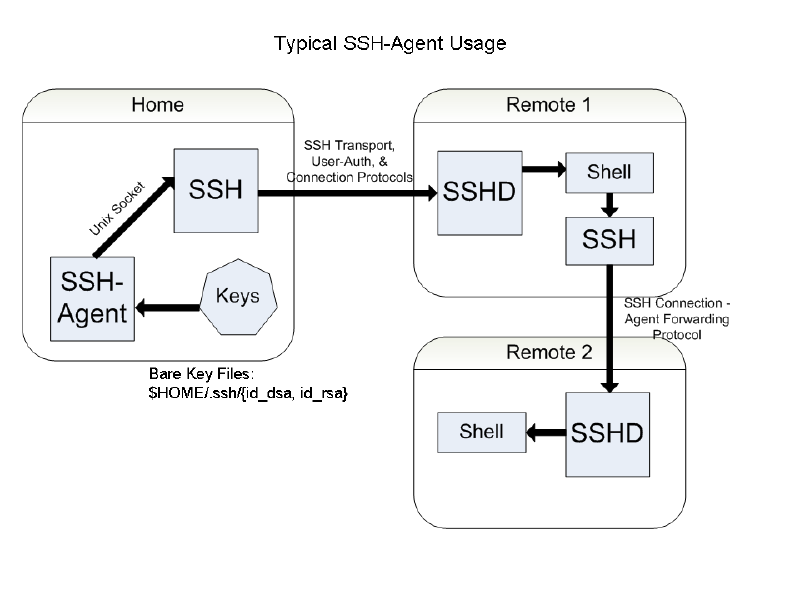 Typical SSH-Agent Usage
Home
Unix Socket
SSH
SSH-
Agent
Keys
Bare Key Files:
$HOME/.ssh/{id_dsa, id_rsa}
SSH Transport,
User-Auth, &
Connection Protocols
Remote 1
SSHD
Shell
SSH
SSH Connection -
Agent Forwarding
Protocol
Remote 2
Shell
SSHD